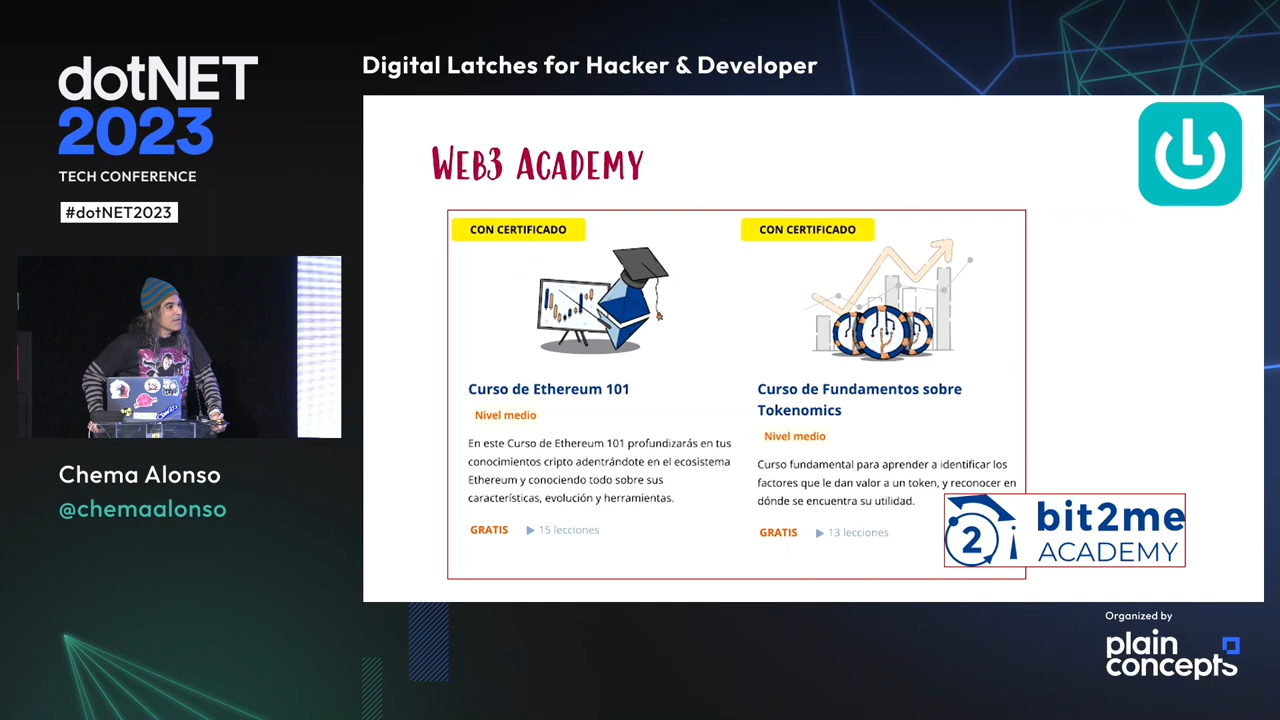 dotNET
2023
TECH CONFERENCE
#dotNET2023
Chema Alonso
@chemaalonso
Digital Latches for Hacker & Developer
WEB3 ACADEMY
CON CERTIFICADO
Curso de Ethereum 101
Nivel medio
En este Curso de Ethereum 101 profundizarás en tus
conocimientos cripto adentrándote en el ecosistema
Ethereum y conociendo todo sobre sus
características, evolución y herramientas.
GRATIS 15 lecciones
CON CERTIFICADO
Curso de Fundamentos sobre
Tokenomics
Nivel medio
Curso fundamental para aprender a identificar los
factores que le dan valor a un token, y reconocer en
dónde se encuentra su utilidad.
GRATIS 13 lecciones
2
bit2me
ACADEMY
Organized by
plain
concepts